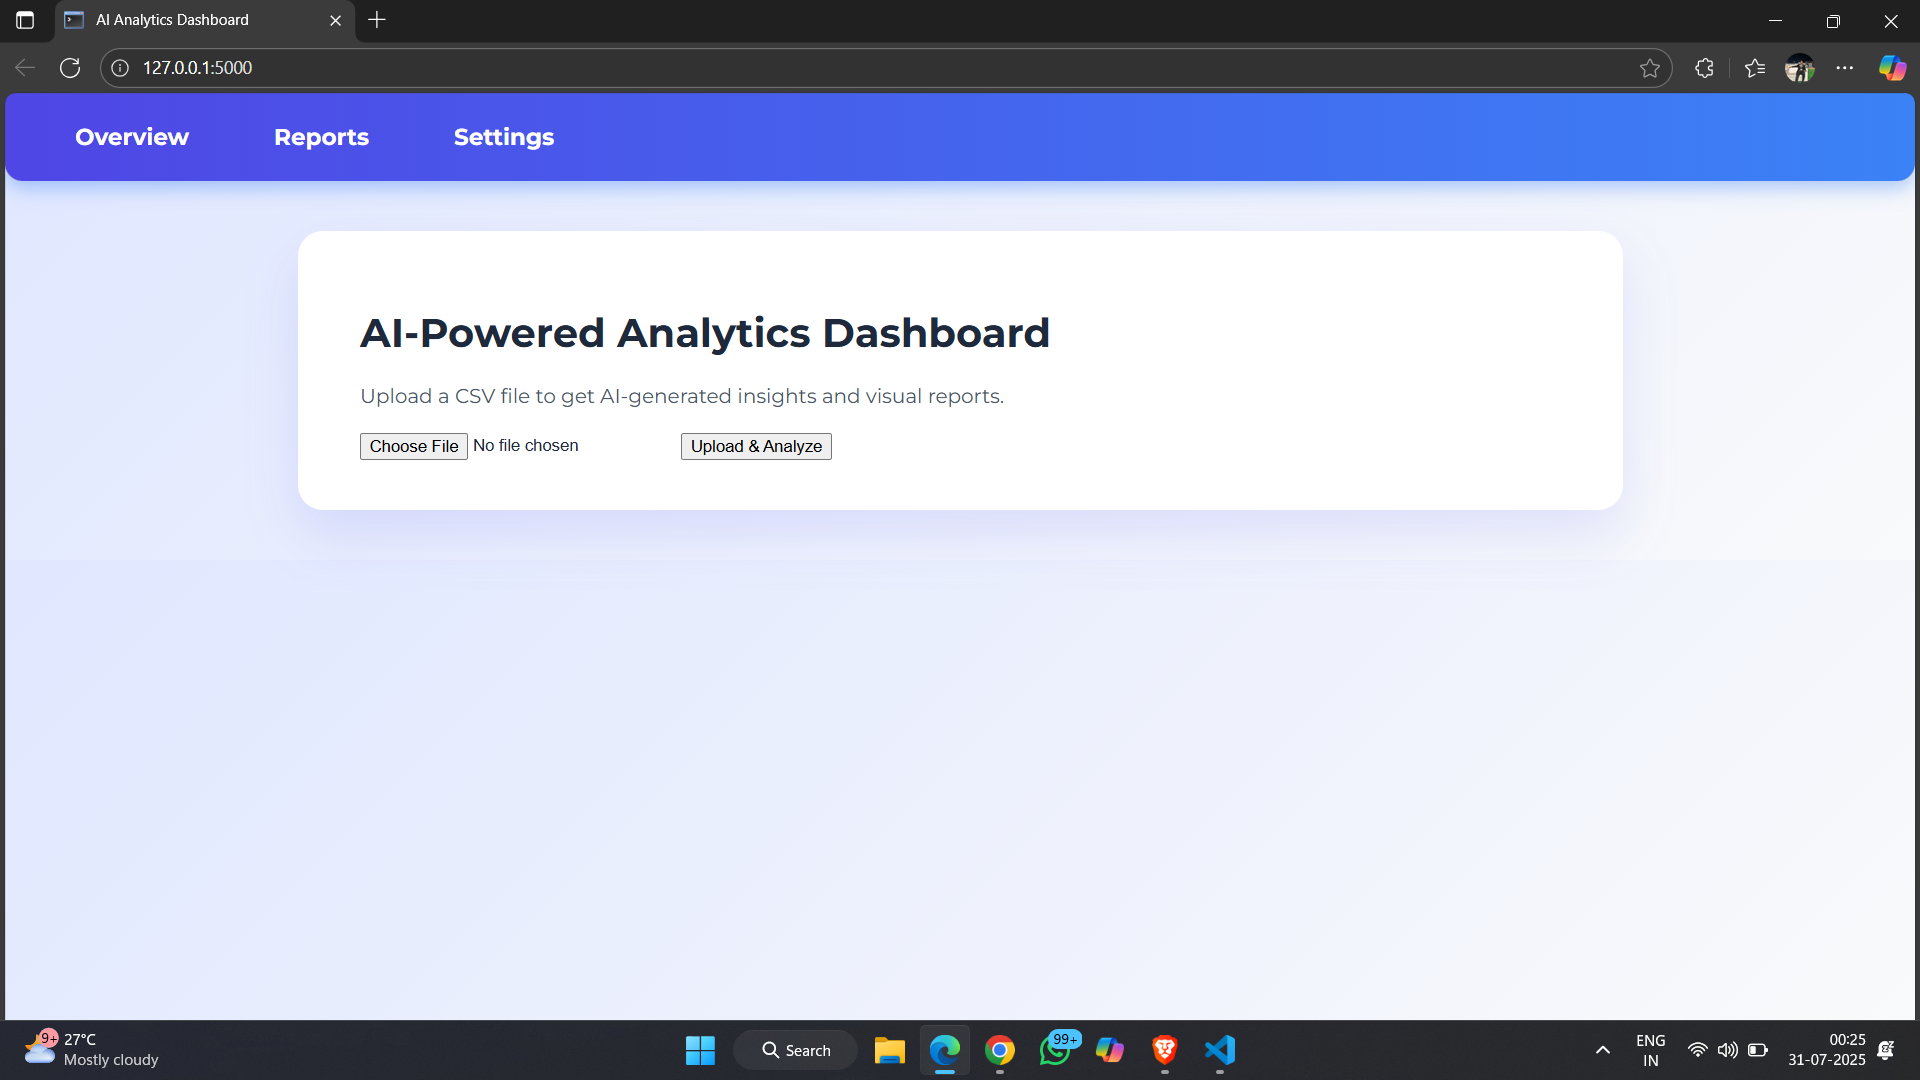 AI Analytics Dashboard
127.0.0.1:5000
Overview Reports Settings
AI-Powered Analytics Dashboard
Upload a CSV file to get AI-generated insights and visual reports.
Choose File No file chosen Upload & Analyze
9+ 27°C
Mostly cloudy
Search
99+
ENG
IN
00:25
31-07-2025